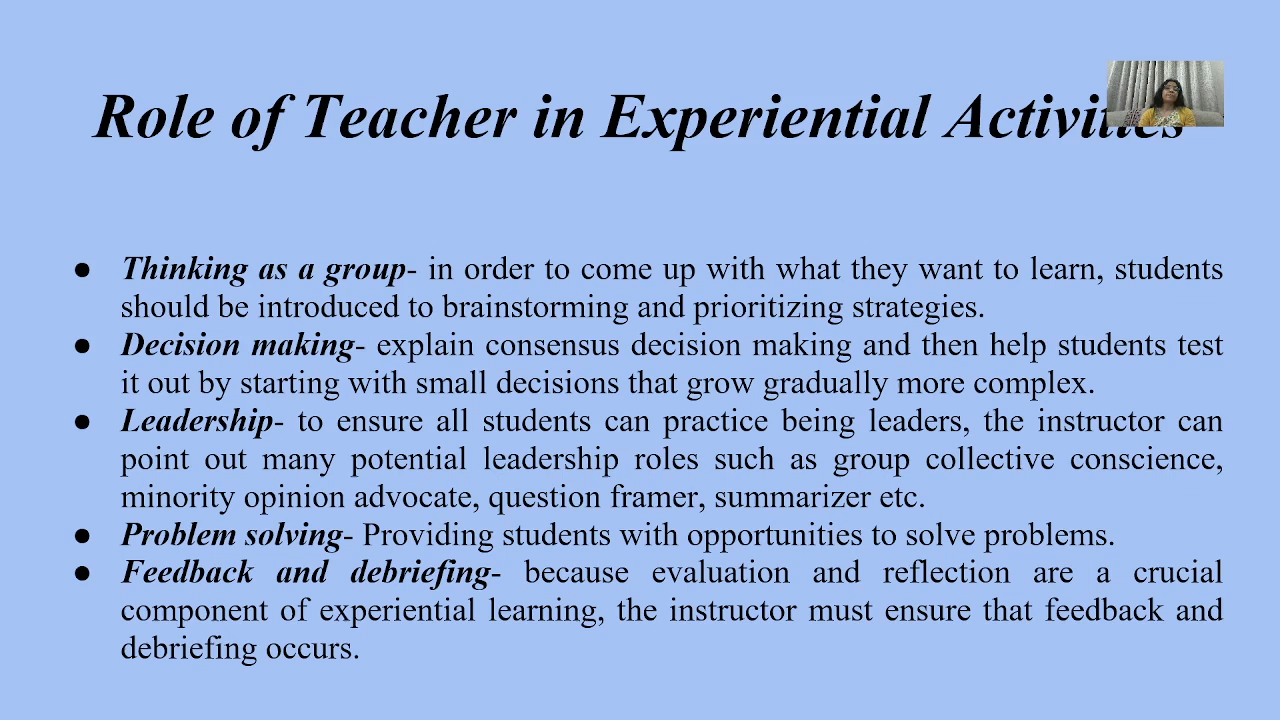 Role of Teacher in Experiential Activities
● Thinking as a group- in order to come up with what they want to learn, students
should be introduced to brainstorming and prioritizing strategies.
● Decision making- explain consensus decision making and then help students test
it out by starting with small decisions that grow gradually more complex.
● Leadership- to ensure all students can practice being leaders, the instructor can
point out many potential leadership roles such as group collective conscience,
minority opinion advocate, question framer, summarizer etc.
● Problem solving- Providing students with opportunities to solve problems.
● Feedback and debriefing- because evaluation and reflection are a crucial
component of experiential learning, the instructor must ensure that feedback and
debriefing occurs.